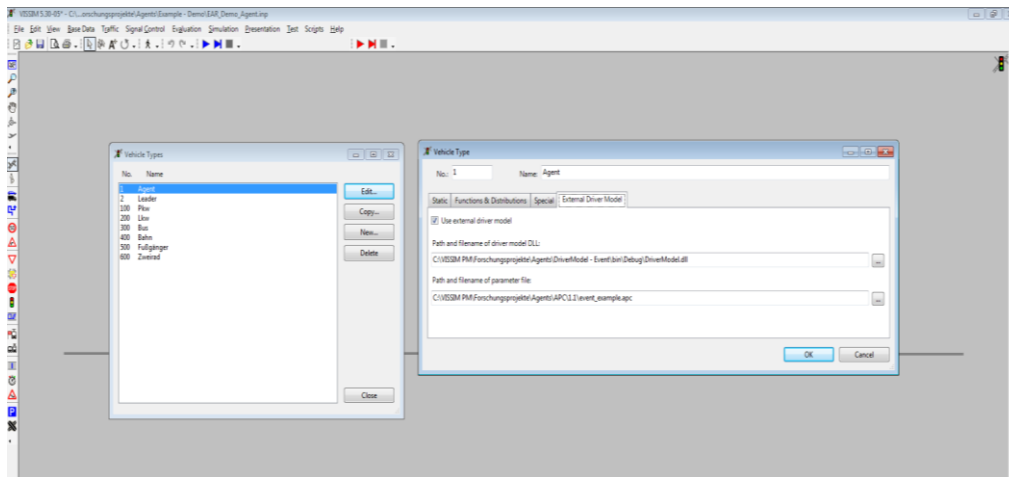 VISSIM 5.30-05* - C:\...orschungsprojekte\Agents\Example - Demo\EAR_Demo_Agent.inp
File Edit View Base Data Traffic Signal Control Evaluation Simulation Presentation Test Scripts Help
Vehicle Types
No. Name
1 Agent
2 Leader
100 Pkw
200 Lkw
300 Bus
400 Bahn
500 Fußgänger
600 Zweirad
Edit...
Copy...
New...
Delete
Close
Vehicle Type
No.: 1 Name: Agent
Static Functions & Distributions Special External Driver Model
Use external driver model
Path and filename of driver model DLL:
C:\VISSIM PM\Forschungsprojekte\Agents\DriverModel - Event\bin\Debug\DriverModel.dll
...
Path and filename of parameter file:
C:\VISSIM PM\Forschungsprojekte\Agents\APC\1.1\event_example.apc
...
OK Cancel